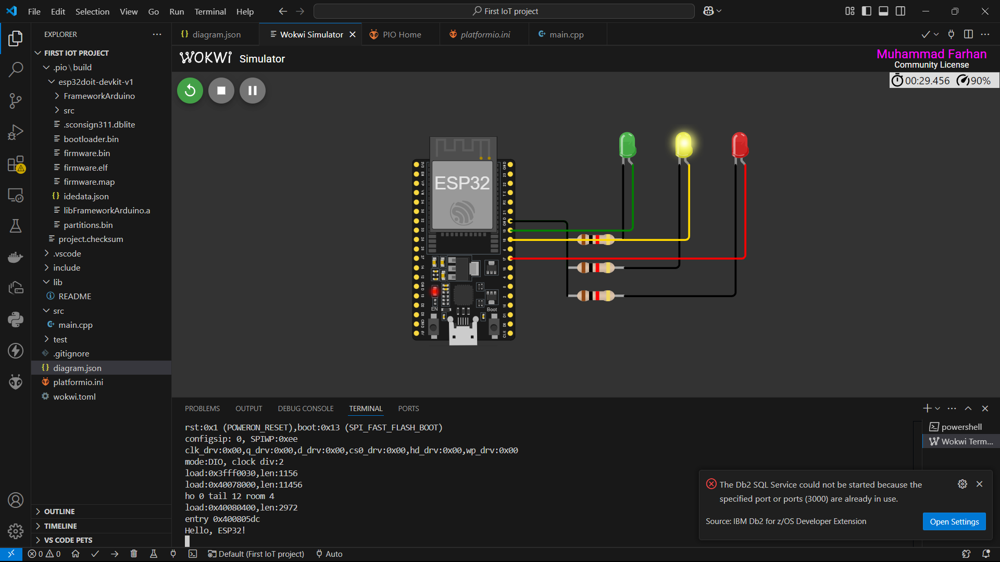 File Edit Selection View Go Run Terminal Help
First IoT project
EXPLORER
diagram.json
Wokwi Simulator
PIO Home
platformio.ini
main.cpp
FIRST IOT PROJECT
.pio\build
esp32doit-devkit-v1
FrameworkArduino
src
.sconsign311.dblite
bootloader.bin
firmware.bin
firmware.elf
firmware.map
idedata.json
libFrameworkArduino.a
partitions.bin
project.checksum
.vscode
include
lib
README
src
main.cpp
test
.gitignore
diagram.json
platformio.ini
wokwi.toml
OUTLINE
TIMELINE
VS CODE PETS
WOKWi Simulator
Muhammad Farhan
Community License
00:29.456 90%
ESP32
EN
Boot
PROBLEMS OUTPUT DEBUG CONSOLE TERMINAL PORTS
rst:0x1 (POWERON_RESET),boot:0x13 (SPI_FAST_FLASH_BOOT)
configsip: 0, SPIWP:0xee
clk_drv:0x00,q_drv:0x00,d_drv:0x00,cs0_drv:0x00,hd_drv:0x00,wp_drv:0x00
mode:DIO, clock div:2
load:0x3fff0030,len:1156
load:0x40078000,len:11456
ho 0 tail 12 room 4
load:0x40080400,len:2972
entry 0x400805dc
Hello, ESP32!
powershell
Wokwi Term...
The Db2 SQL Service could not be started because the
specified port or ports (3000) are already in use.
Source: IBM Db2 for z/OS Developer Extension
Open Settings
0 0
Default (First IoT project)
Auto